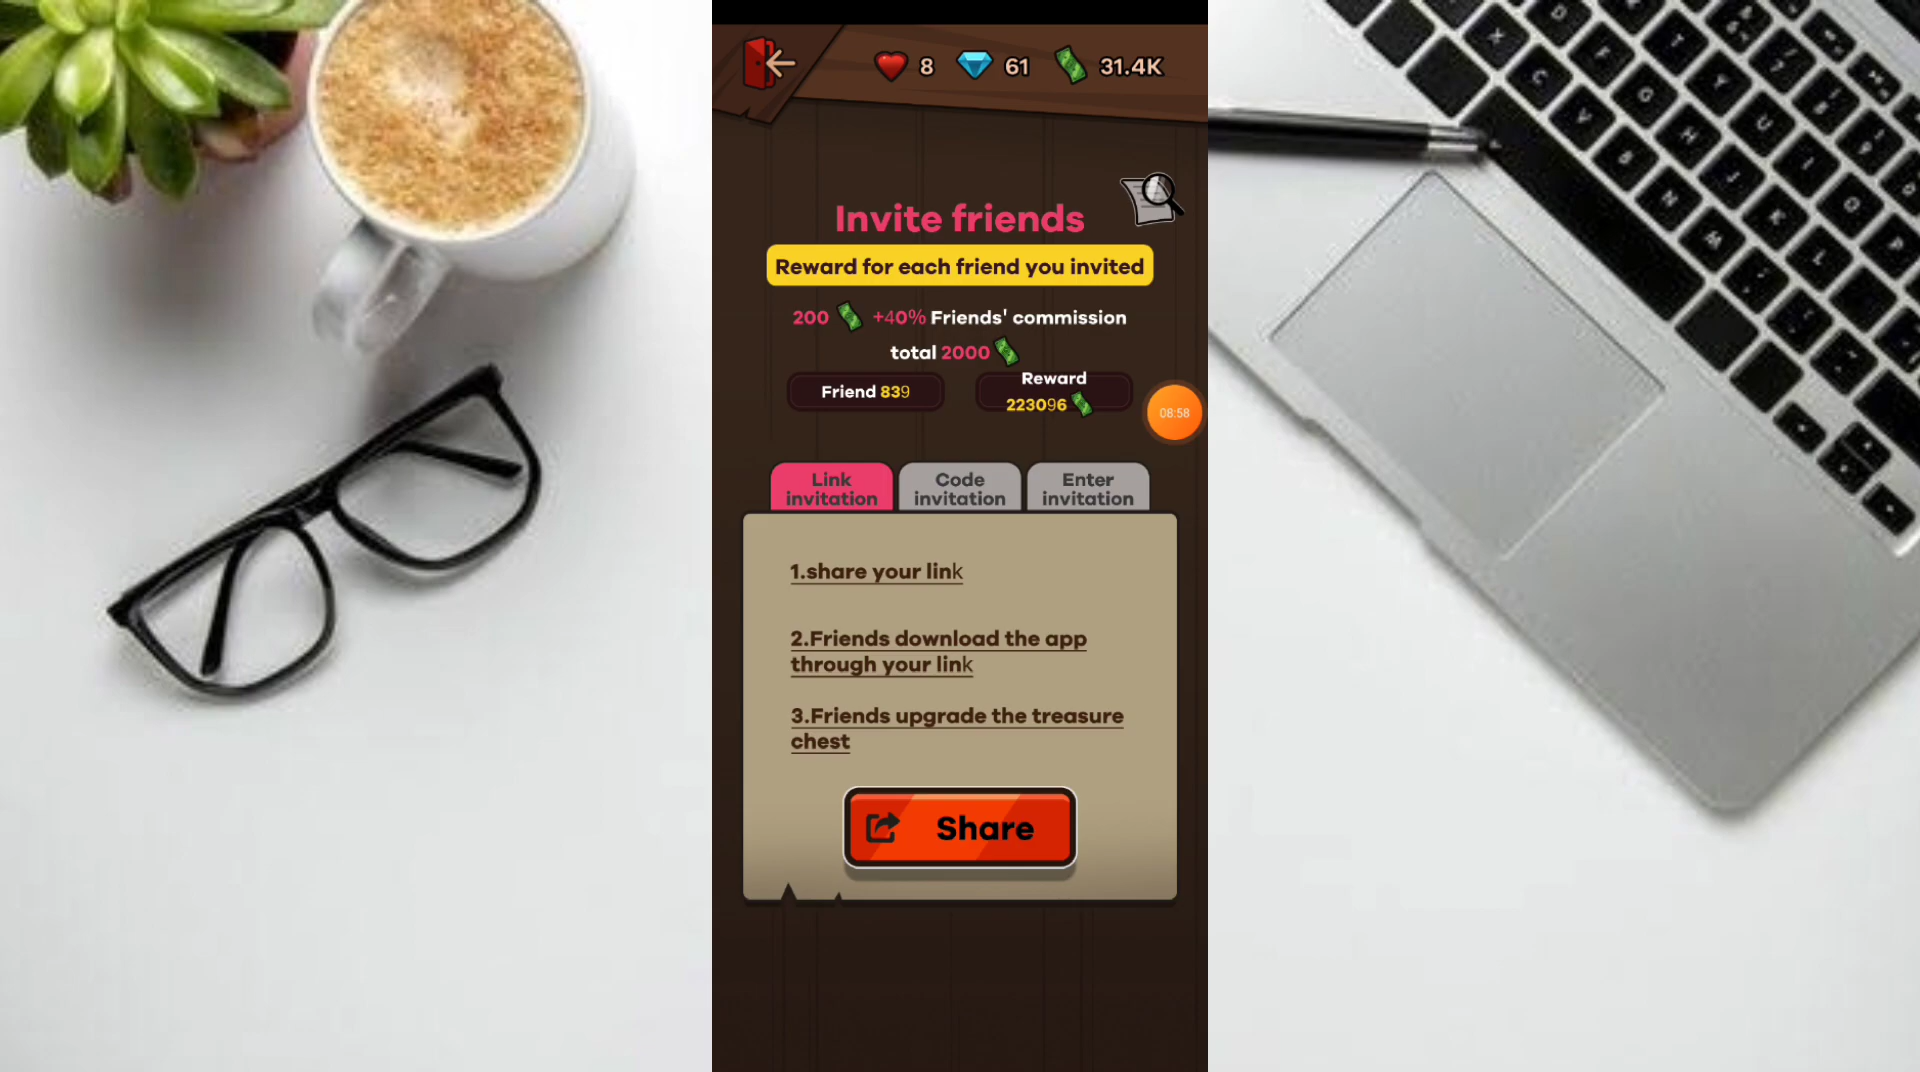 8 61 31.4K
Invite friends
Reward for each friend you invited
200 +40% Friends' commission
total 2000
Friend 839
Reward
223096
08:58
Link
invitation
Code
invitation
Enter
invitation
1.share your link
2.Friends download the app
through your link
3.Friends upgrade the treasure
chest
Share